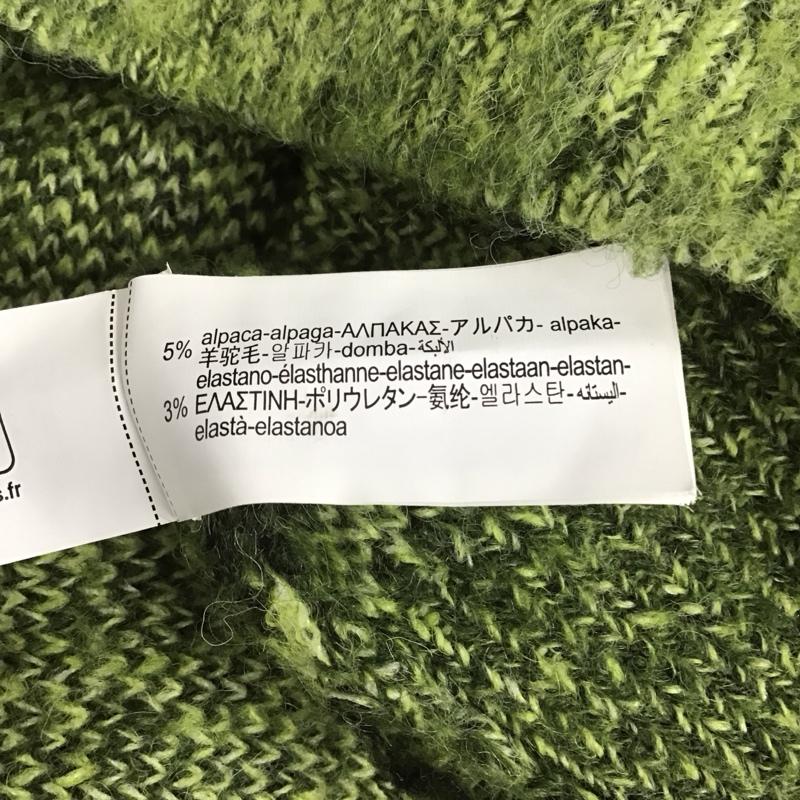 5% alpaca-alpaga-ΑΛΠΑΚΑΣ-アルパカ- alpaka-
羊驼毛-알파카-domba-الألبكة
elastano-élasthanne-elastane-elastaan-elastan-
3% ΕΛΑΣΤΙΝΗ-ポリウレタン-氨纶-엘라스탄-اليستانه-
elastà-elastanoa
s.fr